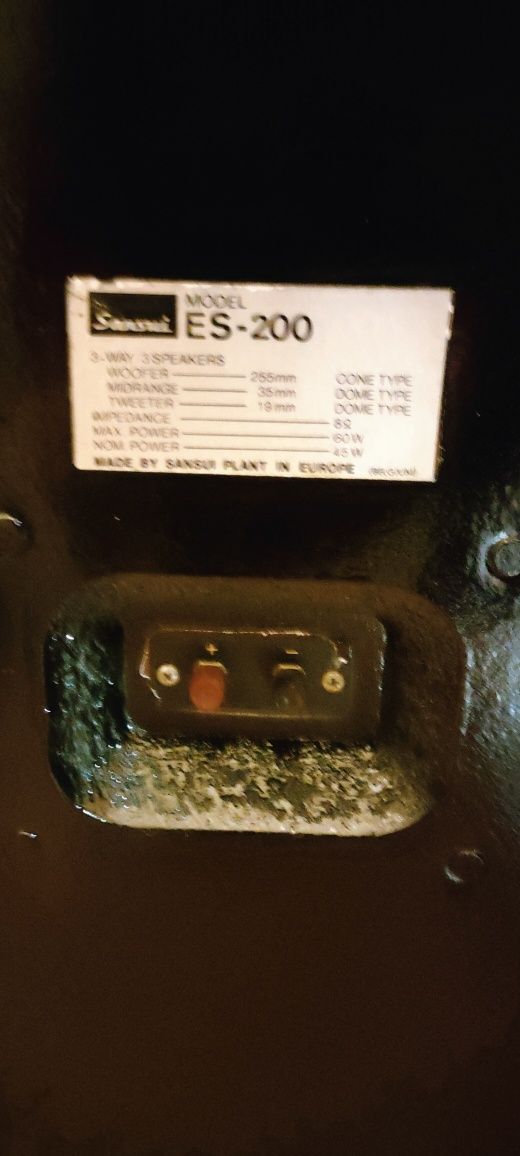 Sansui
MODEL
ES-200
3-WAY 3 SPEAKERS
WOOFER 255mm CONE TYPE
MIDRANGE 35mm DOME TYPE
TWEETER 19mm DOME TYPE
IMPEDANCE 8Ω
MAX. POWER 60W
NOM. POWER 45W
MADE BY SANSUI PLANT IN EUROPE
+ −